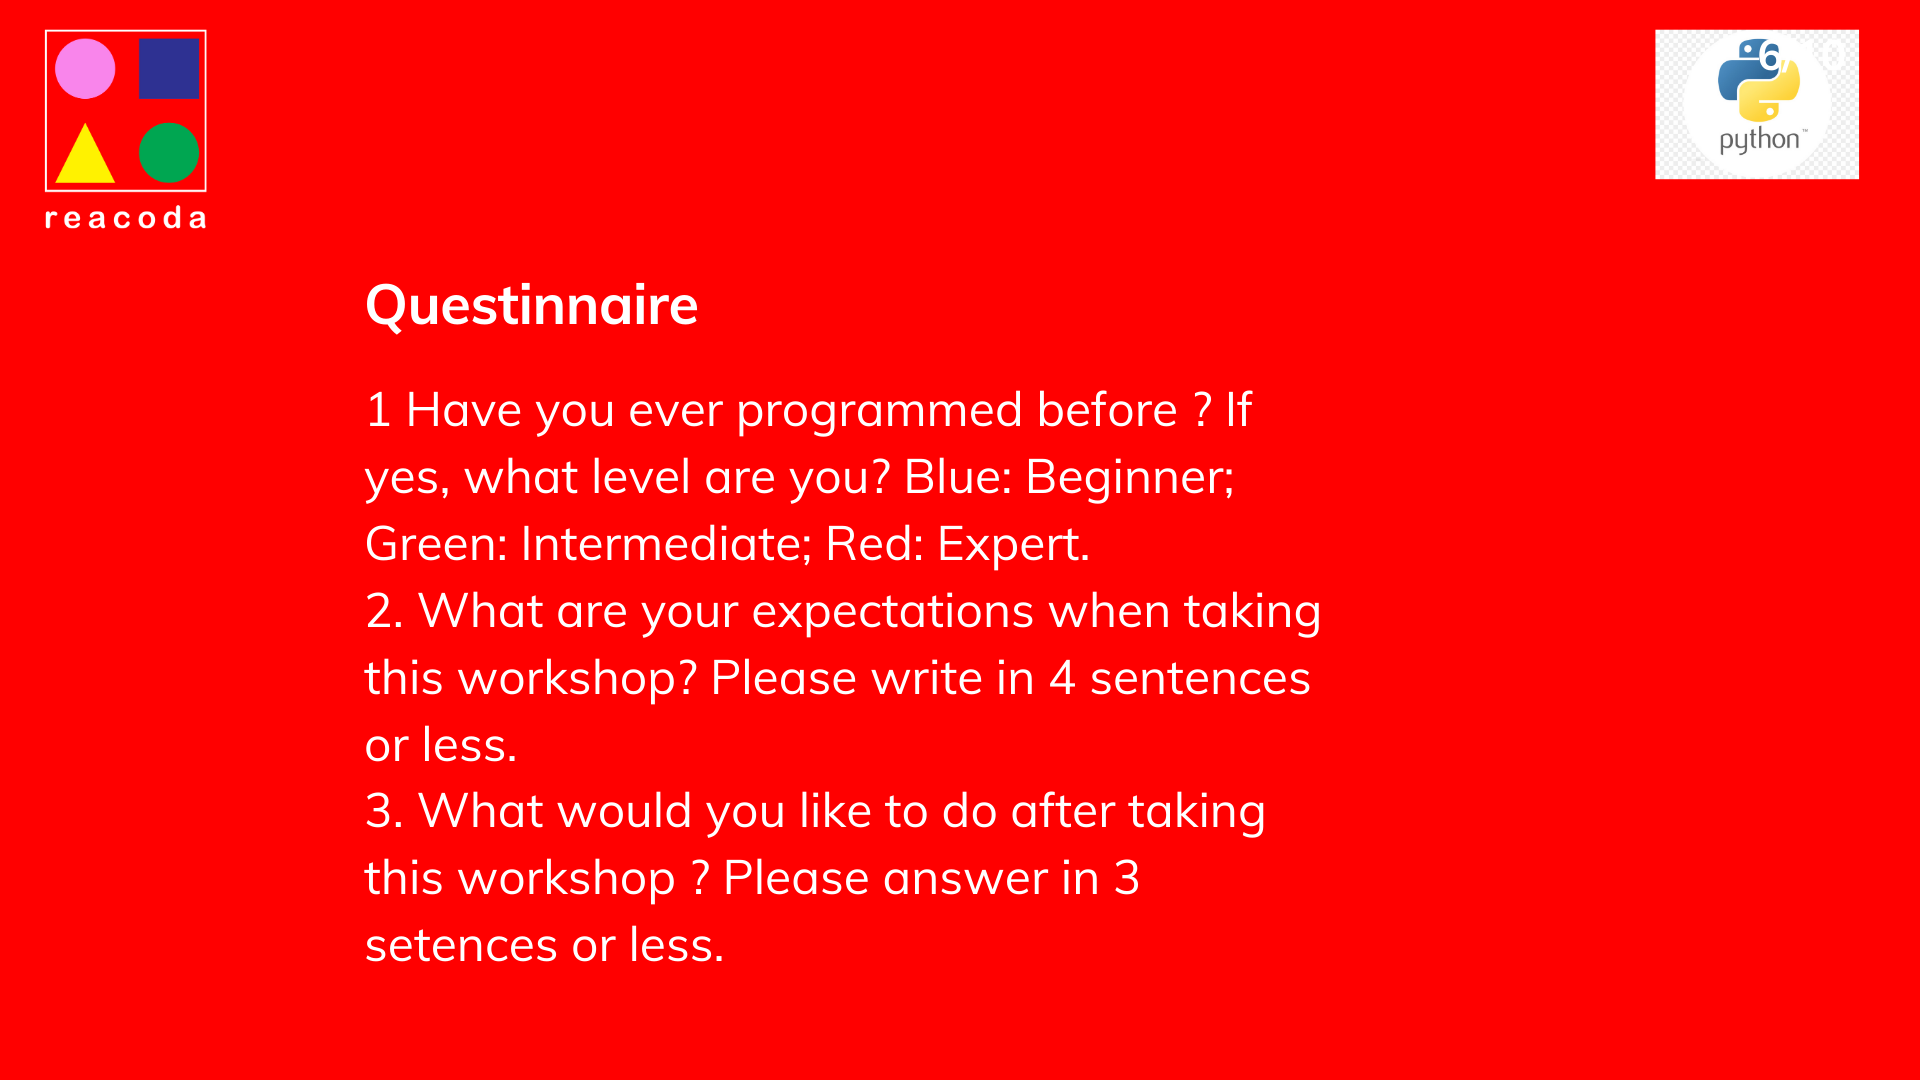 reacoda
python™
Questinnaire
1 Have you ever programmed before ? If
yes, what level are you? Blue: Beginner;
Green: Intermediate; Red: Expert.
2. What are your expectations when taking
this workshop? Please write in 4 sentences
or less.
3. What would you like to do after taking
this workshop ? Please answer in 3
setences or less.